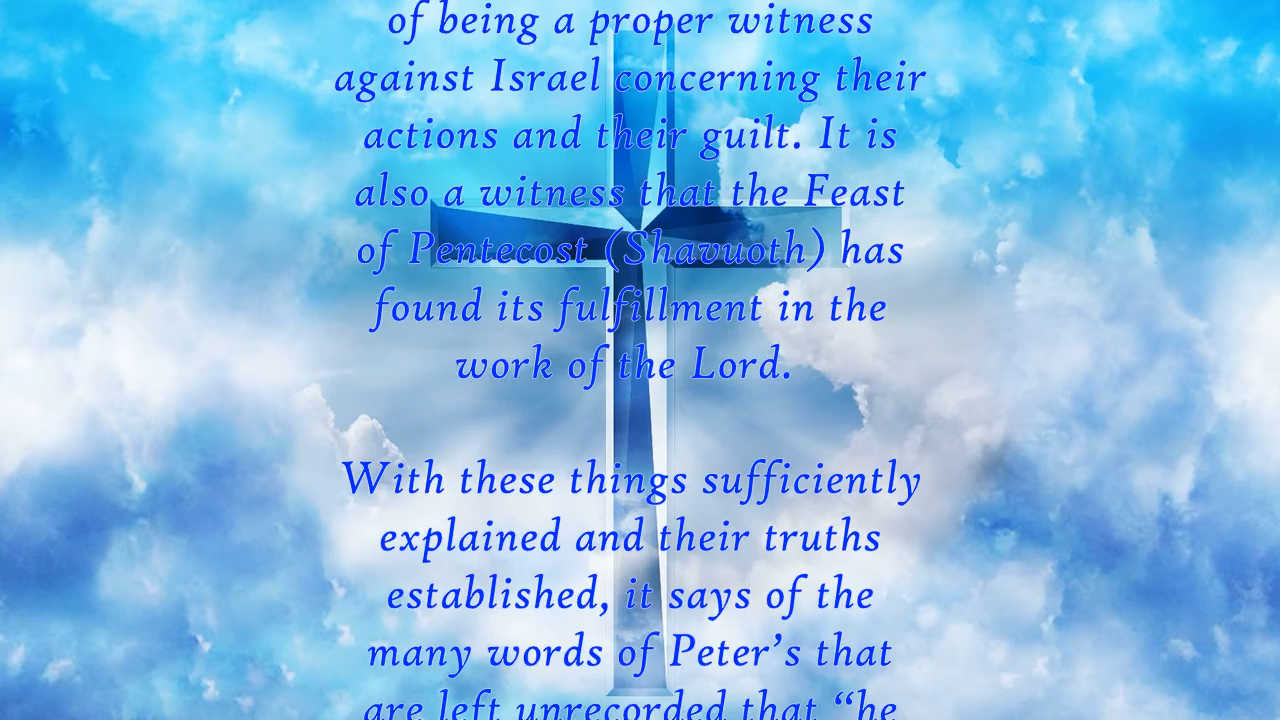 of being a proper witness
against Israel concerning their
actions and their guilt. It is
also a witness that the Feast
of Pentecost (Shavuoth) has
found its fulfillment in the
work of the Lord.
With these things sufficiently
explained and their truths
established, it says of the
many words of Peter’s that
are left unrecorded that “he